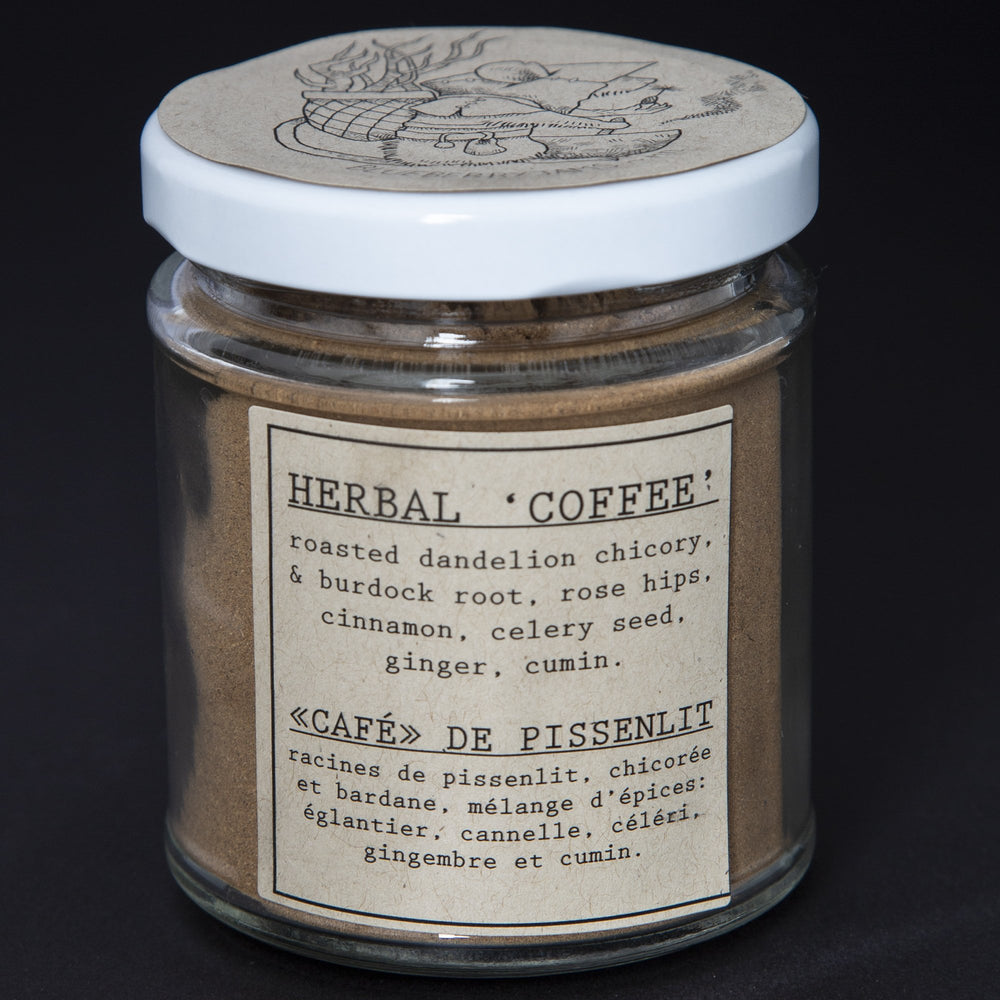 BLUEBERRYJAMS
HERBAL ‘COFFEE’
roasted dandelion chicory,
& burdock root, rose hips,
cinnamon, celery seed,
ginger, cumin.
«CAFÉ» DE PISSENLIT
racines de pissenlit, chicorée
et bardane, mélange d’épices:
églantier, cannelle, céléri,
gingembre et cumin.